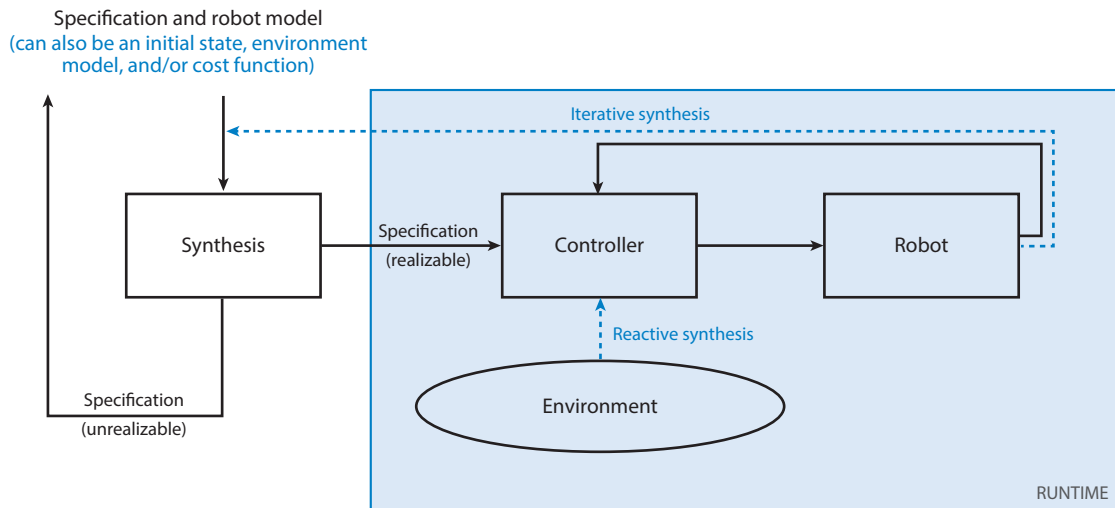 Specification and robot model
(can also be an initial state, environment
model, and/or cost function)
Iterative synthesis
Synthesis
Specification
(realizable)
Controller
Robot
Reactive synthesis
Environment
Specification
(unrealizable)
RUNTIME